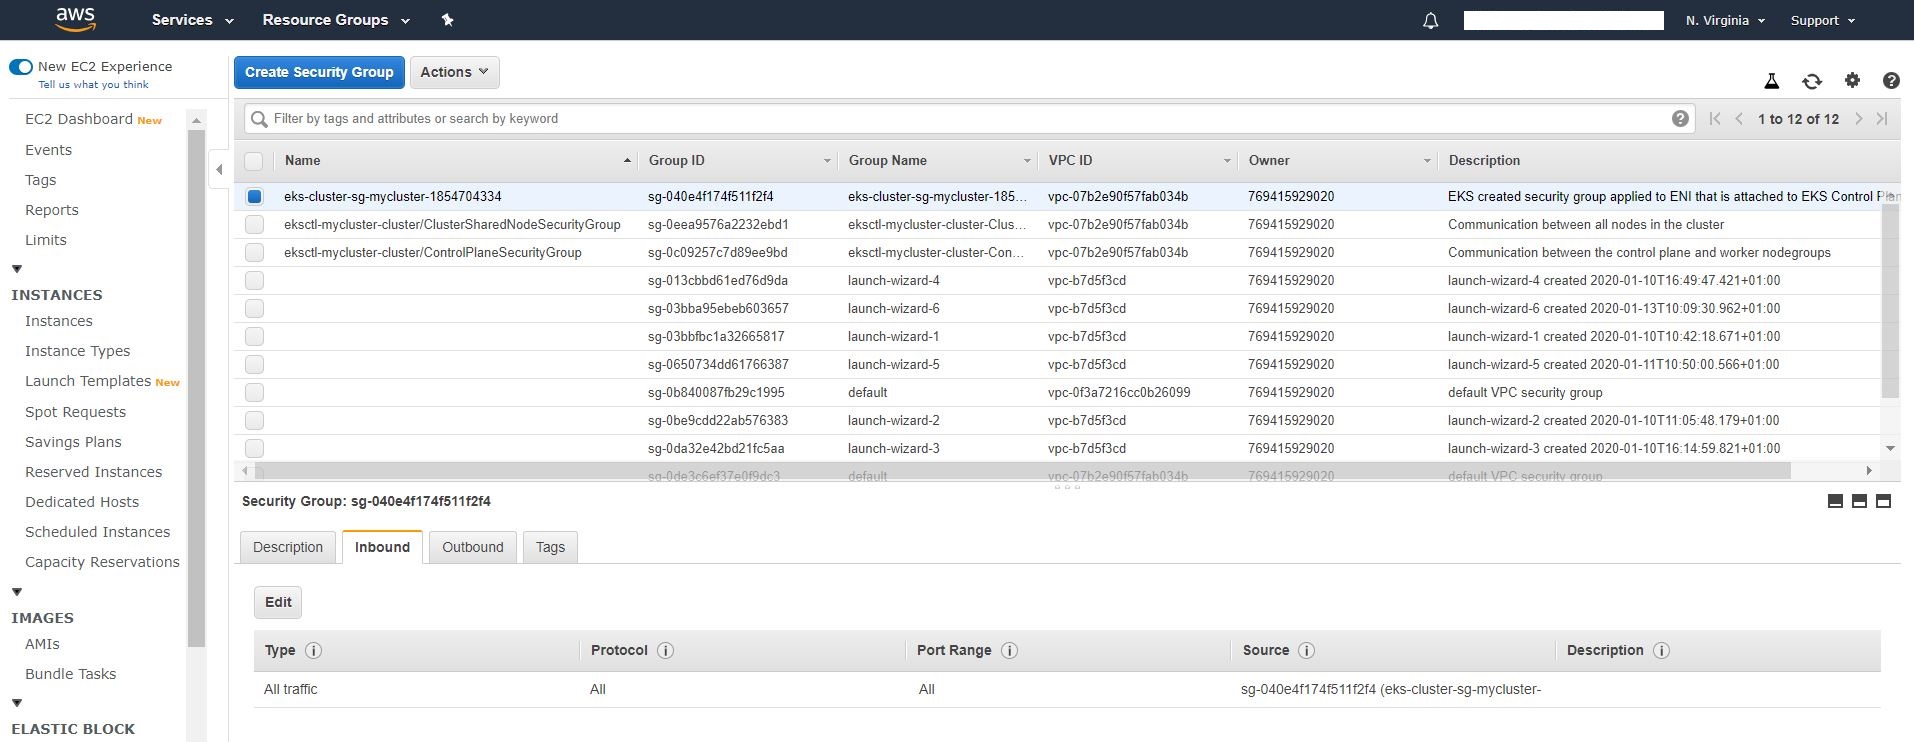 aws Services Resource Groups N. Virginia Support
New EC2 Experience
Tell us what you think
EC2 Dashboard New
Events
Tags
Reports
Limits
INSTANCES
Instances
Instance Types
Launch Templates New
Spot Requests
Savings Plans
Reserved Instances
Dedicated Hosts
Scheduled Instances
Capacity Reservations
IMAGES
AMIs
Bundle Tasks
ELASTIC BLOCK
Create Security Group Actions
Filter by tags and attributes or search by keyword 1 to 12 of 12
Name Group ID Group Name VPC ID Owner Description
eks-cluster-sg-mycluster-1854704334 sg-040e4f174f511f2f4 eks-cluster-sg-mycluster-185... vpc-07b2e90f57fab034b 769415929020 EKS created security group applied to ENI that is attached to EKS Control Plan
eksctl-mycluster-cluster/ClusterSharedNodeSecurityGroup sg-0eea9576a2232ebd1 eksctl-mycluster-cluster-Clus... vpc-07b2e90f57fab034b 769415929020 Communication between all nodes in the cluster
eksctl-mycluster-cluster/ControlPlaneSecurityGroup sg-0c09257c7d89ee9bd eksctl-mycluster-cluster-Con... vpc-07b2e90f57fab034b 769415929020 Communication between the control plane and worker nodegroups
sg-013cbbd61ed76d9da launch-wizard-4 vpc-b7d5f3cd 769415929020 launch-wizard-4 created 2020-01-10T16:49:47.421+01:00
sg-03bba95ebeb603657 launch-wizard-6 vpc-b7d5f3cd 769415929020 launch-wizard-6 created 2020-01-13T10:09:30.962+01:00
sg-03bbfbc1a32665817 launch-wizard-1 vpc-b7d5f3cd 769415929020 launch-wizard-1 created 2020-01-10T10:42:18.671+01:00
sg-0650734dd61766387 launch-wizard-5 vpc-b7d5f3cd 769415929020 launch-wizard-5 created 2020-01-11T10:50:00.566+01:00
sg-0b840087fb29c1995 default vpc-0f3a7216cc0b26099 769415929020 default VPC security group
sg-0be9cdd22ab576383 launch-wizard-2 vpc-b7d5f3cd 769415929020 launch-wizard-2 created 2020-01-10T11:05:48.179+01:00
sg-0da32e42bd21fc5aa launch-wizard-3 vpc-b7d5f3cd 769415929020 launch-wizard-3 created 2020-01-10T16:14:59.821+01:00
sg-0de3c6ef37e0f9dc3 default vpc-07b2e90f57fab034b 769415929020 default VPC security group
Security Group: sg-040e4f174f511f2f4
Description Inbound Outbound Tags
Edit
Type Protocol Port Range Source Description
All traffic All All sg-040e4f174f511f2f4 (eks-cluster-sg-mycluster-